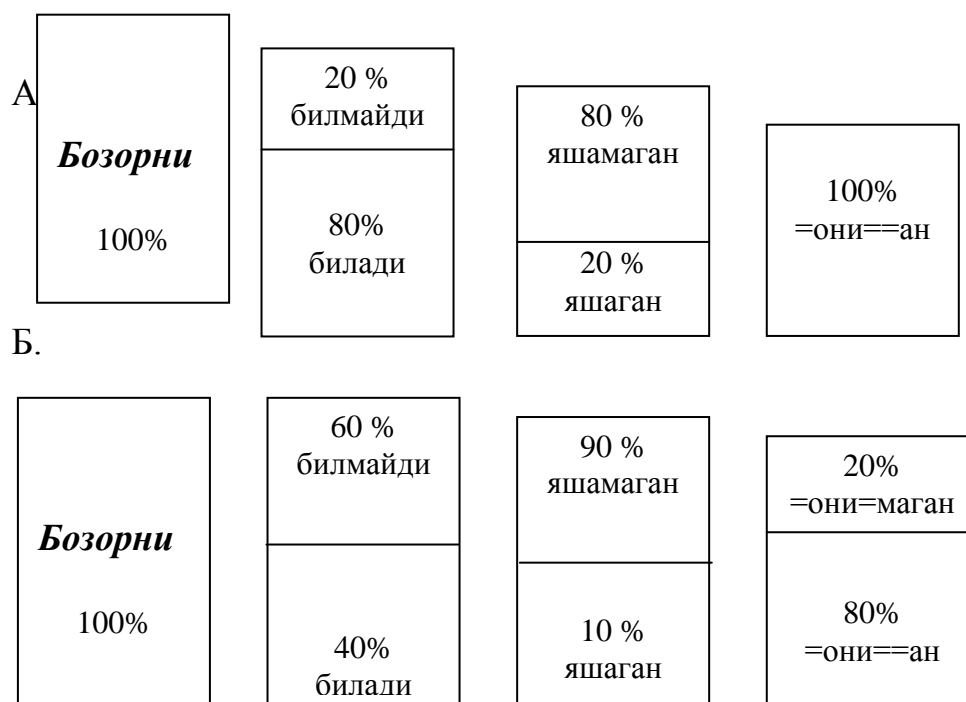 А
Бозорни
100%
20 %
билмайди
80%
билади
80 %
яшамаган
20 %
яшаган
100%
=они==ан
Б.
Бозорни
100%
60 %
билмайди
40%
билади
90 %
яшамаган
10 %
яшаган
20%
=они=маган
80%
=они==ан